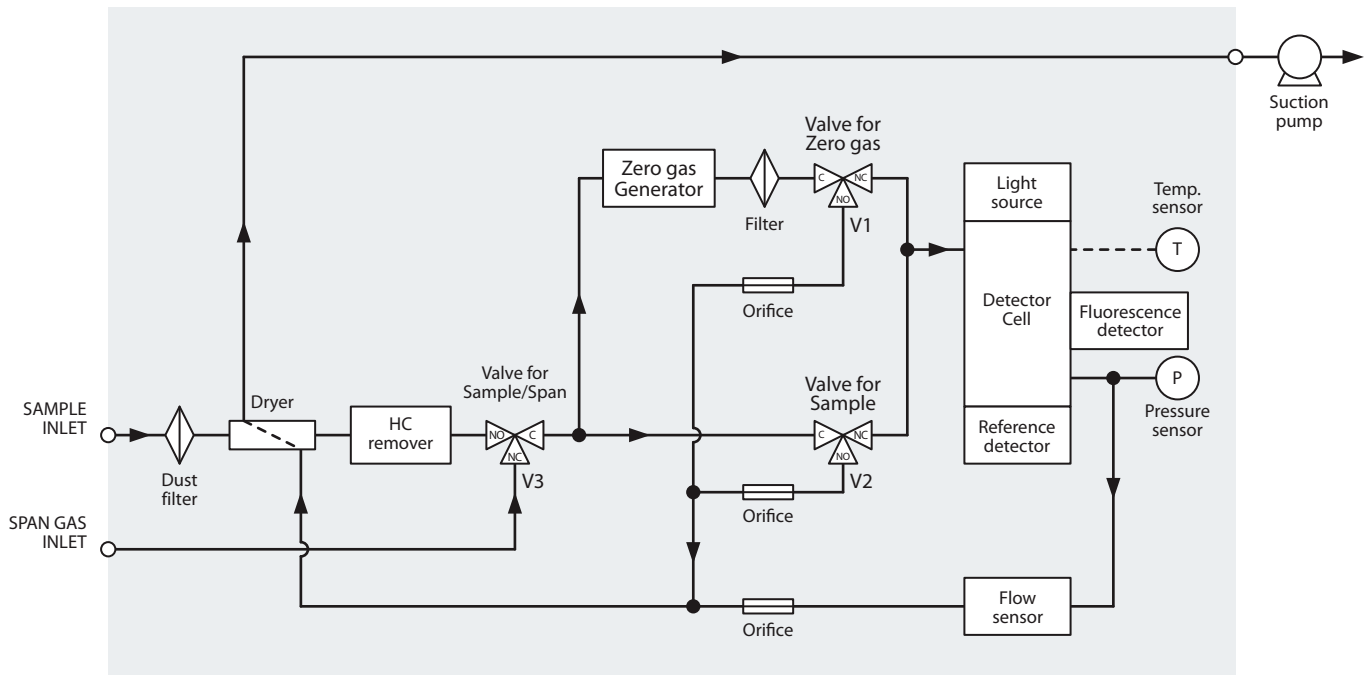 Suction
pump
Valve for
Zero gas
Zero gas
Generator
C
NC
NO
Filter
V1
Light
source
Temp.
sensor
T
Orifice
Detector
Cell
Fluorescence
detector
Valve for
Sample/Span
Valve for
Sample
P
Pressure
sensor
SAMPLE
INLET
Dryer
HC
remover
NO
C
NC
V3
C
NC
NO
V2
Reference
detector
Dust
filter
Orifice
SPAN GAS
INLET
Flow
sensor
Orifice